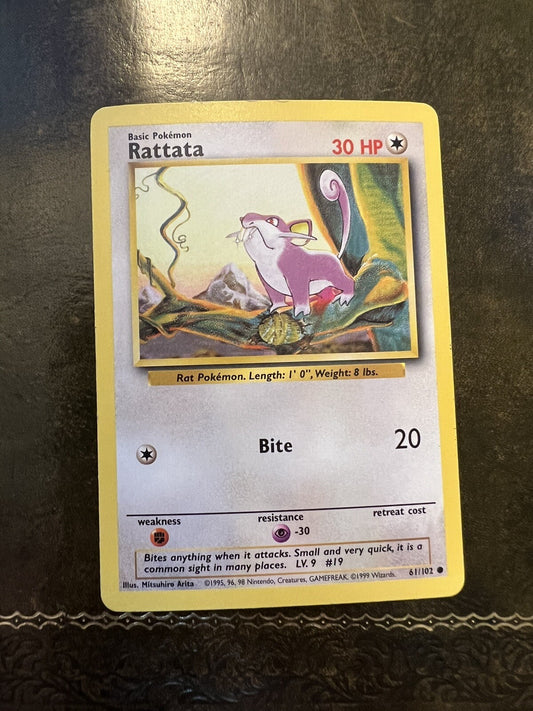 Basic Pokémon
Rattata 30 HP
Rat Pokémon. Length: 1' 0", Weight: 8 lbs.
Bite 20
weakness resistance retreat cost
-30
Bites anything when it attacks. Small and very quick, it is a
common sight in many places. LV. 9 #19
Illus. Mitsuhiro Arita ©1995, 96, 98 Nintendo, Creatures, GAMEFREAK. ©1999 Wizards. 61/102